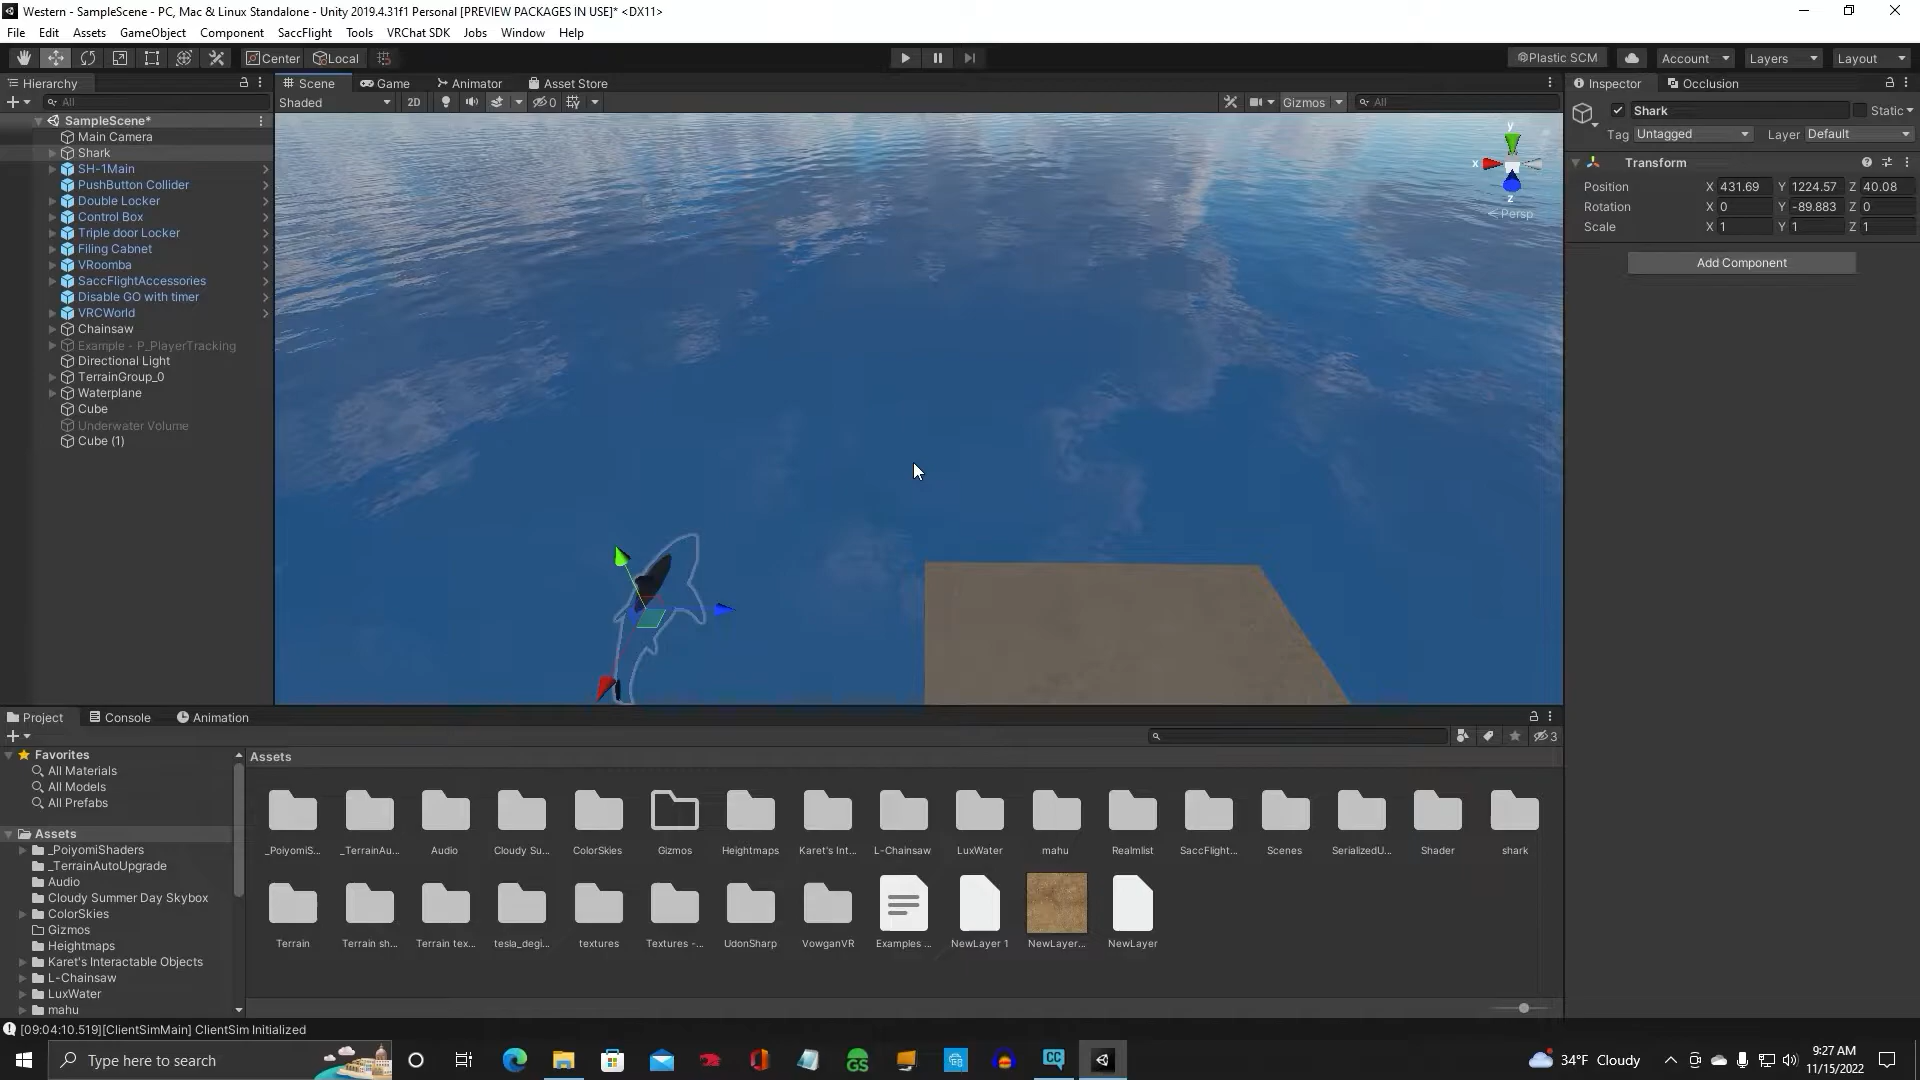 Western - SampleScene - PC, Mac & Linux Standalone - Unity 2019.4.31f1 Personal [PREVIEW PACKAGES IN USE]* <DX11>
File Edit Assets GameObject Component SaccFlight Tools VRChat SDK Jobs Window Help
Center Local Plastic SCM Account Layers Layout
Hierarchy Scene Game Animator Asset Store Inspector Occlusion
All Shaded 2D 0 Gizmos All
Shark Static
Tag Untagged Layer Default
Transform
Position X 431.69 Y 1224.57 Z 40.08
Rotation X 0 Y -89.883 Z 0
Scale X 1 Y 1 Z 1
Add Component
SampleScene*
Main Camera
Shark
SH-1Main
PushButton Collider
Double Locker
Control Box
Triple door Locker
Filing Cabnet
VRoomba
SaccFlightAccessories
Disable GO with timer
VRCWorld
Chainsaw
Example - P_PlayerTracking
Directional Light
TerrainGroup_0
Waterplane
Cube
Underwater Volume
Cube (1)
y
x
z
Persp
Project Console Animation
3
Favorites
All Materials
All Models
All Prefabs
Assets
_PoiyomiShaders
_TerrainAutoUpgrade
Audio
Cloudy Summer Day Skybox
ColorSkies
Gizmos
Heightmaps
Karet's Interactable Objects
L-Chainsaw
LuxWater
mahu
Assets
_PoiyomiS... _TerrainAu... Audio Cloudy Su... ColorSkies Gizmos Heightmaps Karet's Int... L-Chainsaw LuxWater mahu Realmlist SaccFlight... Scenes SerializedU... Shader shark
Terrain Terrain sh... Terrain tex... tesla_degi... textures Textures -... UdonSharp VowganVR Examples ... NewLayer 1 NewLayer... NewLayer
[09:04:10.519][ClientSimMain] ClientSim Initialized
Type here to search
GS
CC
34°F Cloudy
9:27 AM
11/15/2022